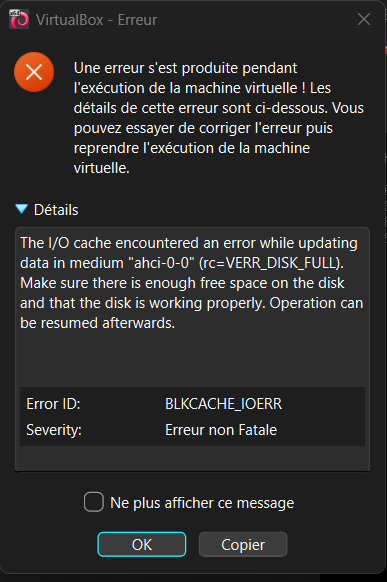 VirtualBox - Erreur
Une erreur s'est produite pendant
l'exécution de la machine virtuelle ! Les
détails de cette erreur sont ci-dessous. Vous
pouvez essayer de corriger l'erreur puis
reprendre l'exécution de la machine
virtuelle.
Détails
The I/O cache encountered an error while updating
data in medium "ahci-0-0" (rc=VERR_DISK_FULL).
Make sure there is enough free space on the disk
and that the disk is working properly. Operation can
be resumed afterwards.
Error ID: BLKCACHE_IOERR
Severity: Erreur non Fatale
Ne plus afficher ce message
OK Copier